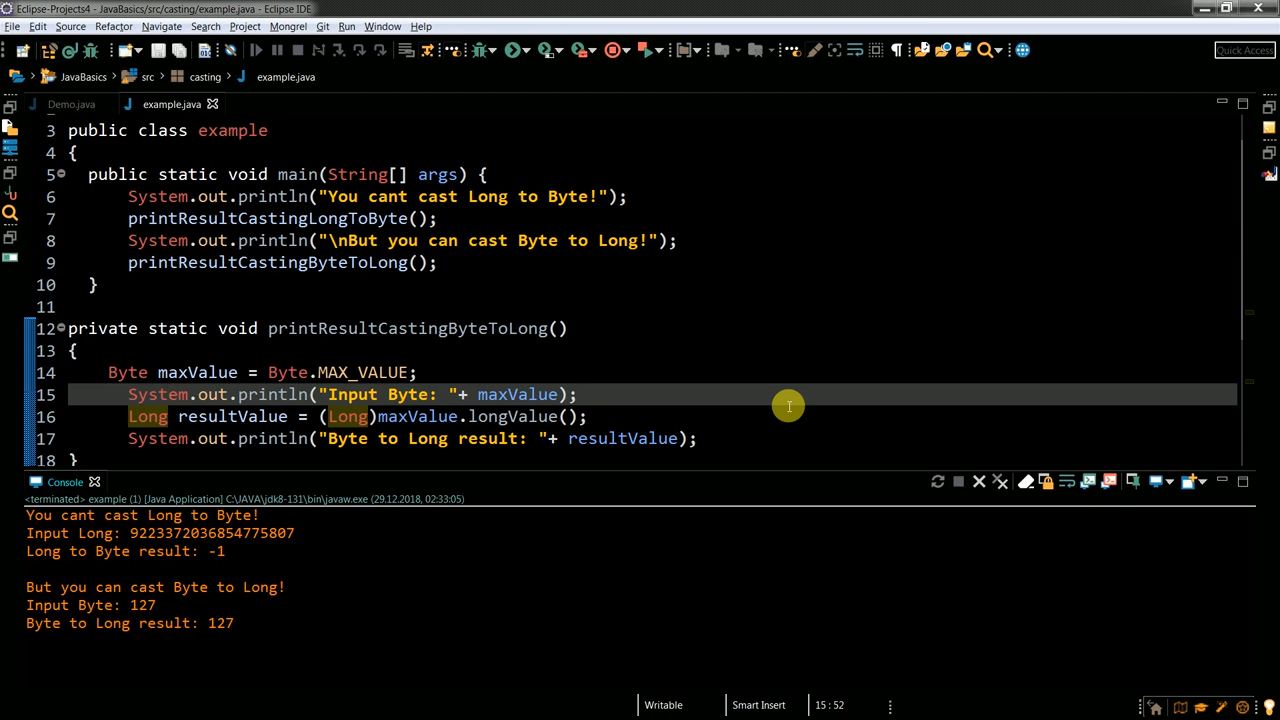 Eclipse-Projects4 - JavaBasics/src/casting/example.java - Eclipse IDE
File Edit Source Refactor Navigate Search Project Mongrel Git Run Window Help
Quick Access
JavaBasics src casting example.java
Demo.java example.java
3 public class example
4 {
5 public static void main(String[] args) {
6 System.out.println("You cant cast Long to Byte!");
7 printResultCastingLongToByte();
8 System.out.println("\nBut you can cast Byte to Long!");
9 printResultCastingByteToLong();
10 }
11
12 private static void printResultCastingByteToLong()
13 {
14 Byte maxValue = Byte.MAX_VALUE;
15 System.out.println("Input Byte: "+ maxValue);
16 Long resultValue = (Long)maxValue.longValue();
17 System.out.println("Byte to Long result: "+ resultValue);
18 }
Console
<terminated> example (1) [Java Application] C:\JAVA\jdk8-131\bin\javaw.exe (29.12.2018, 02:33:05)
You cant cast Long to Byte!
Input Long: 9223372036854775807
Long to Byte result: -1
But you can cast Byte to Long!
Input Byte: 127
Byte to Long result: 127
Writable Smart Insert 15 : 52